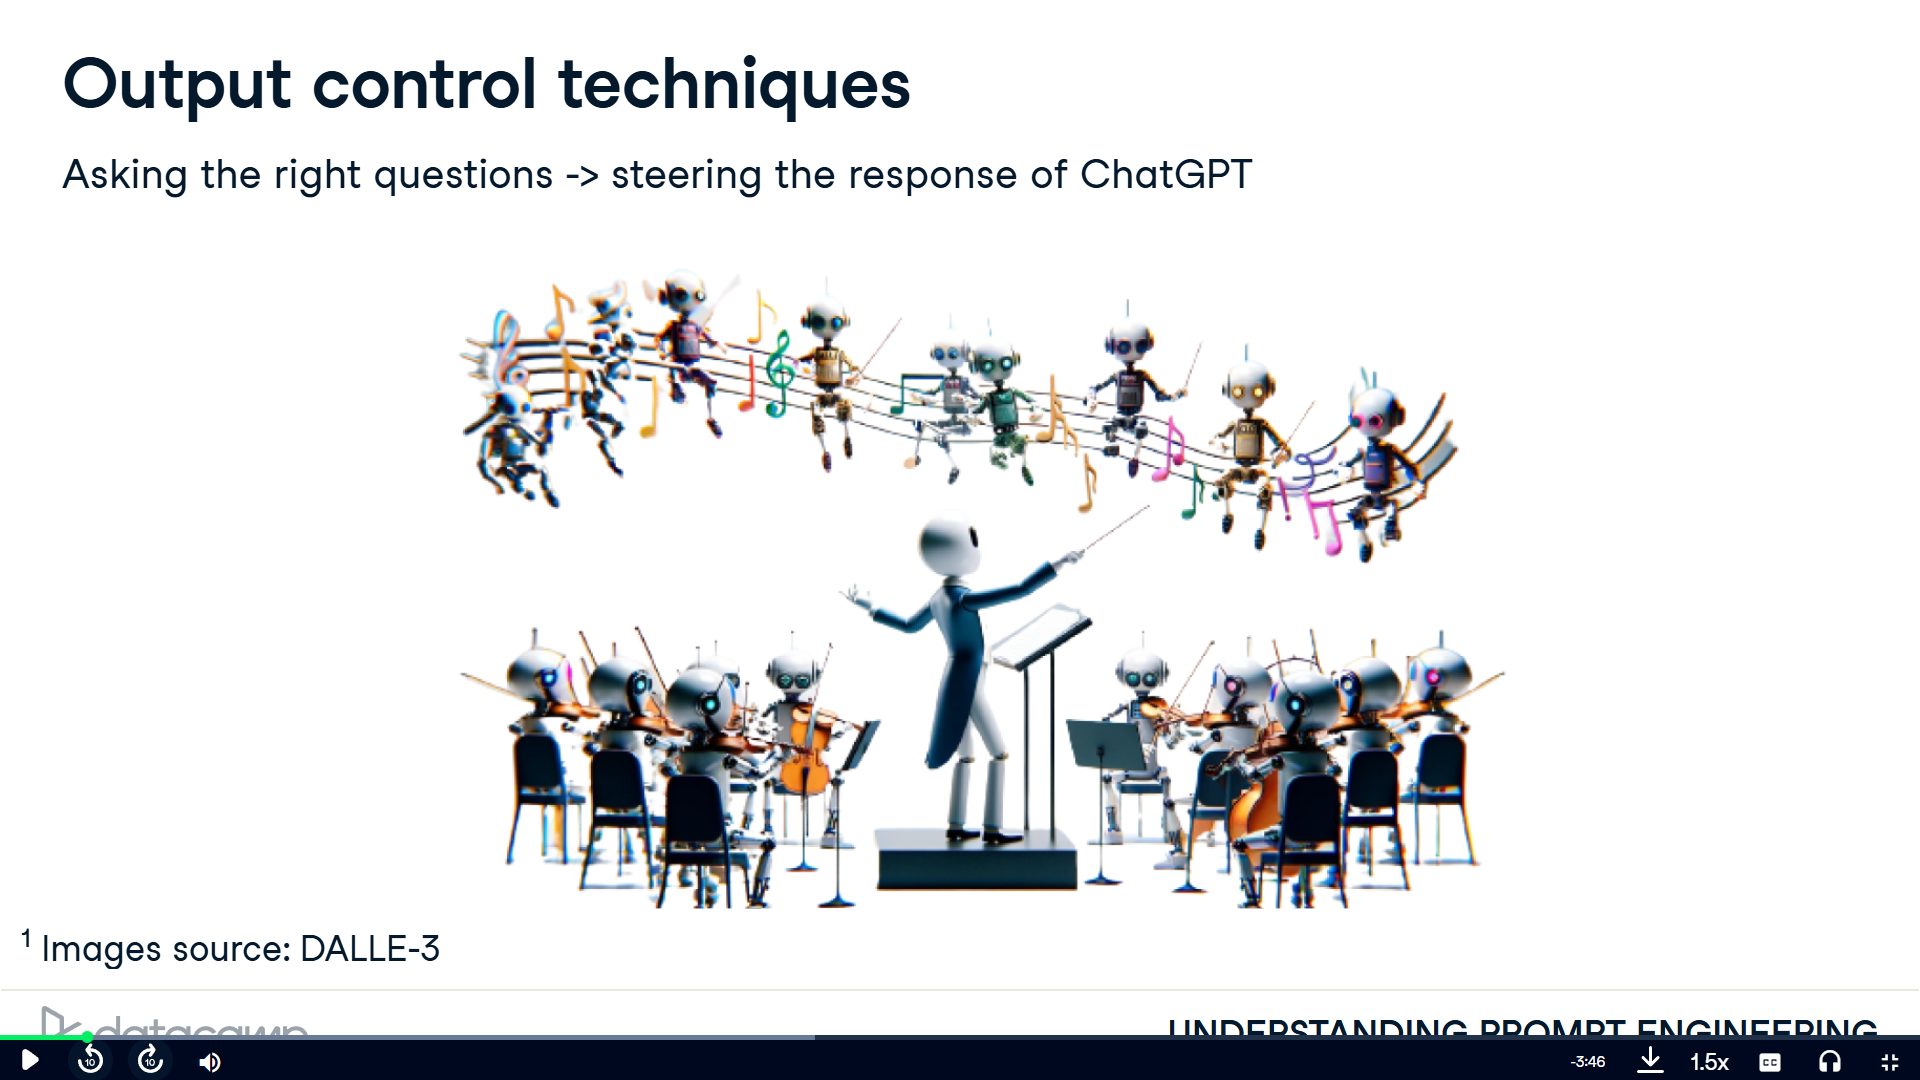 Output control techniques
Asking the right questions -> steering the response of ChatGPT
1 Images source: DALLE-3
datacamp
UNDERSTANDING PROMPT ENGINEERING
10
10
-3:46
1.5x
CC